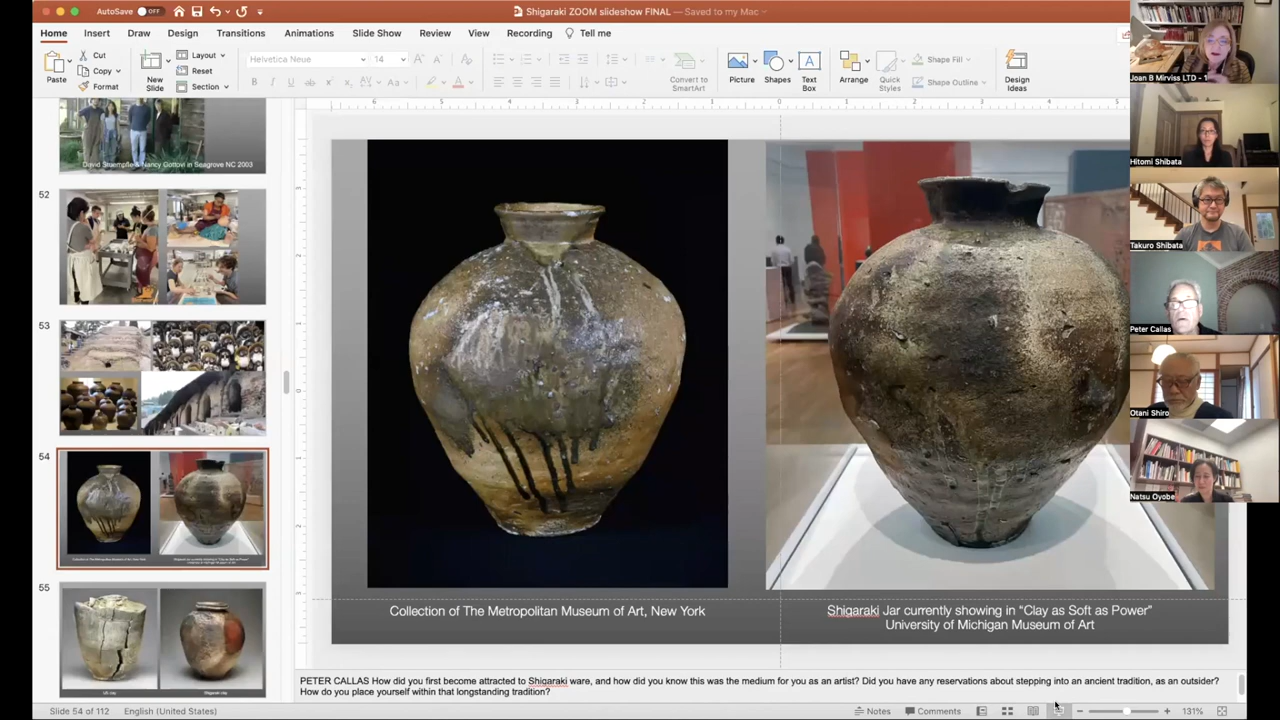 AutoSave OFF
Shigaraki ZOOM slideshow FINAL — Saved to my Mac
Home Insert Draw Design Transitions Animations Slide Show Review View Recording Tell me
Paste
Cut
Copy
Format
New
Slide
Layout
Reset
Section
Helvetica Neue 14
Convert to
SmartArt
Picture
Shapes
Text
Box
Arrange
Quick
Styles
Shape Fill
Shape Outline
Design
Ideas
Joan B Mirviss LTD - 1
Hitomi Shibata
Takuro Shibata
Peter Callas
Otani Shiro
Natsu Oyobe
David Stuempfle & Nancy Gottovi in Seagrove NC 2003
52
53
54
55
Collection of The Metropolitan Museum of Art, New York
Shigaraki Jar currently showing in “Clay as Soft as Power”
University of Michigan Museum of Art
PETER CALLAS How did you first become attracted to Shigaraki ware, and how did you know this was the medium for you as an artist? Did you have any reservations about stepping into an ancient tradition, as an outsider?
How do you place yourself within that longstanding tradition?
Slide 54 of 112 English (United States)
Notes Comments 131%